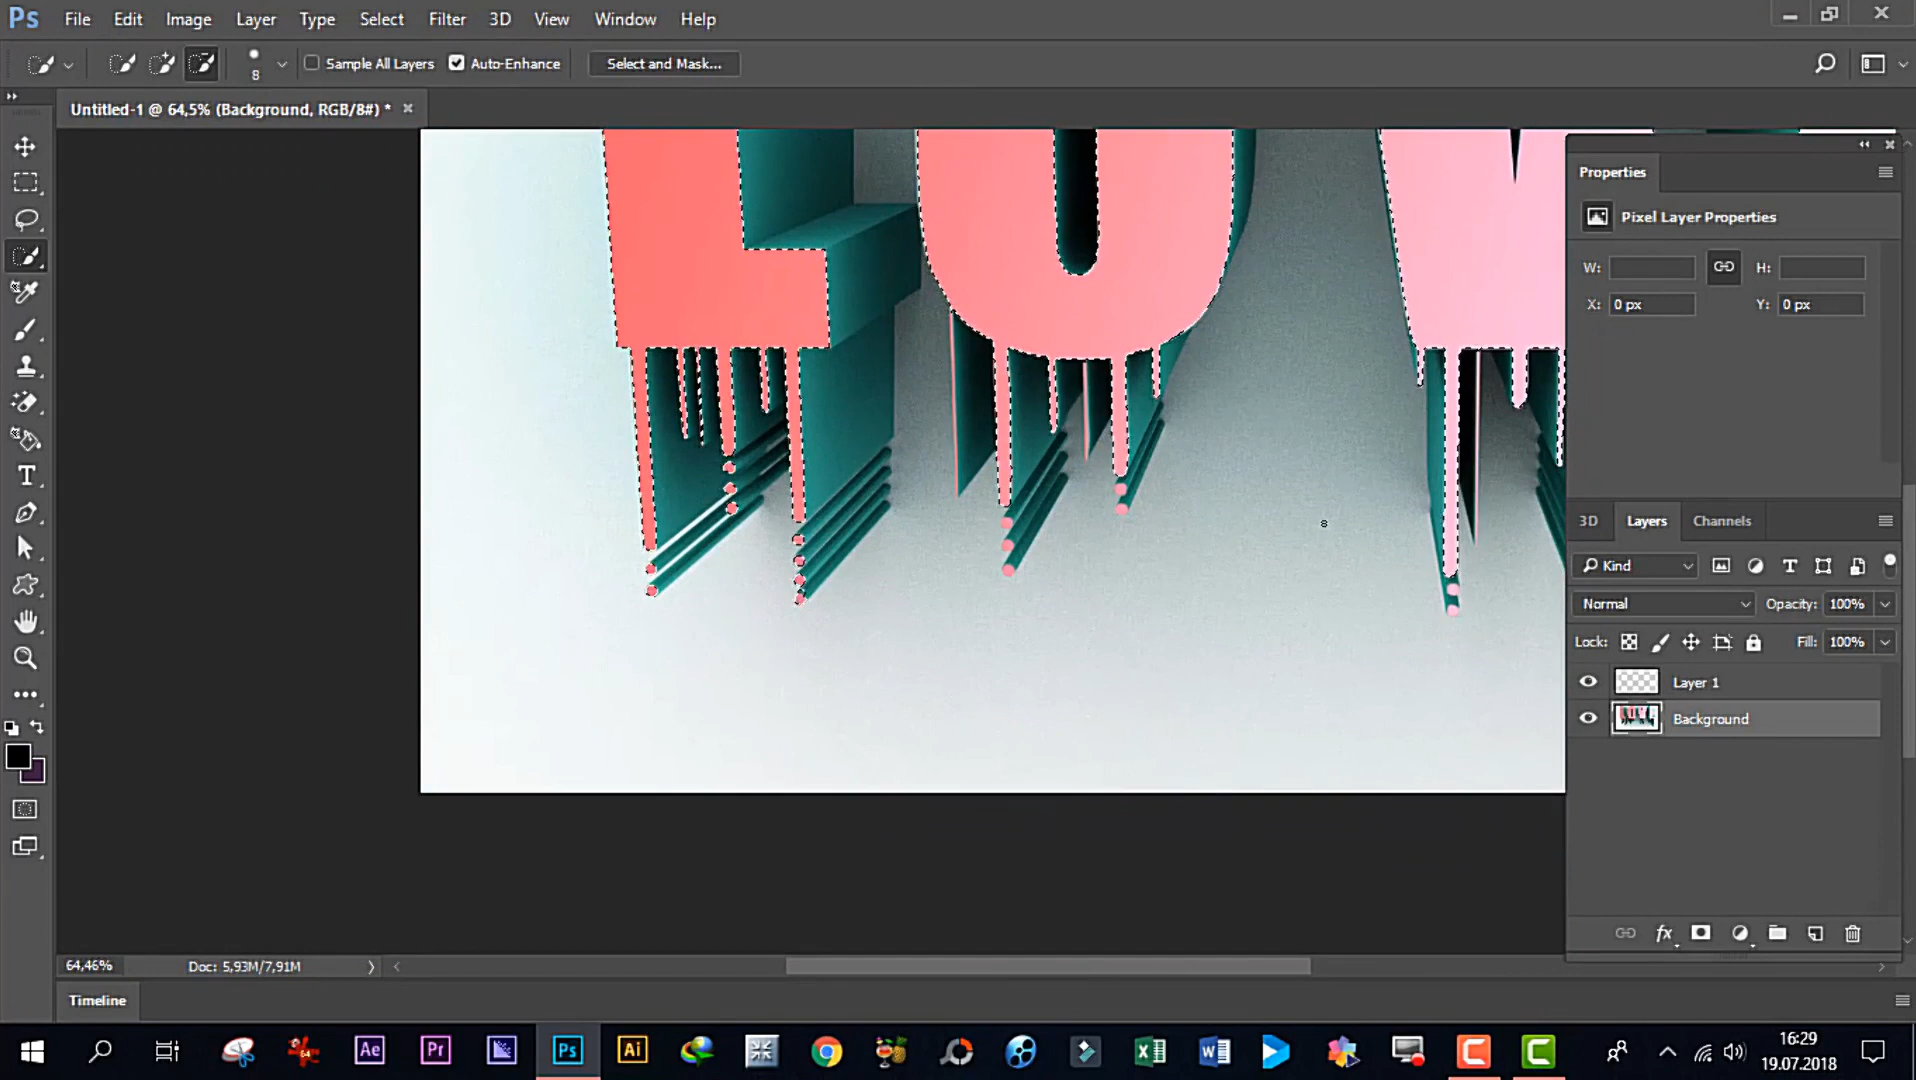 Ps File Edit Image Layer Type Select Filter 3D View Window Help
8 Sample All Layers Auto-Enhance Select and Mask...
Untitled-1 @ 64,5% (Background, RGB/8#) * ×
LOV
Properties
Pixel Layer Properties
W: H:
X: 0 px Y: 0 px
3D Layers Channels
Kind
Normal Opacity: 100%
Lock: Fill: 100%
Layer 1
Background
fx
64,46% Doc: 5,93M/7,91M
Timeline
Ae Pr Ps Ai
16:29
19.07.2018